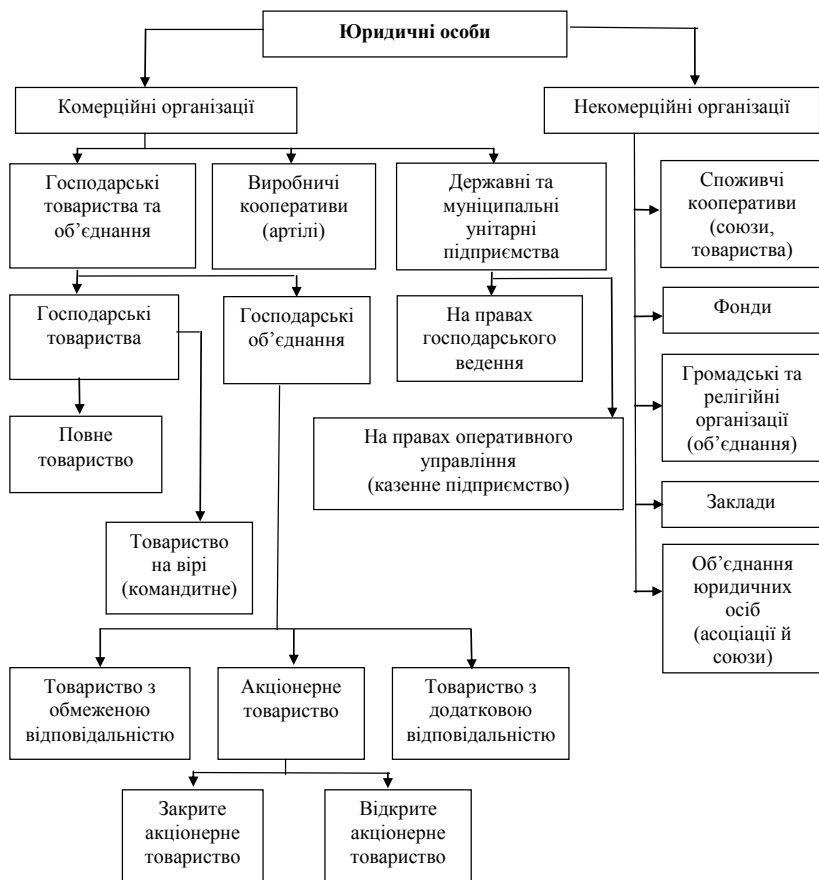 Юридичні особи
Комерційні організації
Некомерційні організації
Господарські
товариства та
об’єднання
Виробничі
кооперативи
(артілі)
Державні та
муніципальні
унітарні
підприємства
Споживчі
кооперативи
(союзи,
товариства)
Господарські
товариства
Господарські
об’єднання
На правах
господарського
ведення
Фонди
Громадські та
релігійні
організації
(об’єднання)
Повне
товариство
На правах оперативного
управління
(казенне підприємство)
Заклади
Товариство
на вірі
(командитне)
Об’єднання
юридичних
осіб
(асоціації й
союзи)
Товариство з
обмеженою
відповідальністю
Акціонерне
товариство
Товариство з
додатковою
відповідальністю
Закрите
акціонерне
товариство
Відкрите
акціонерне
товариство